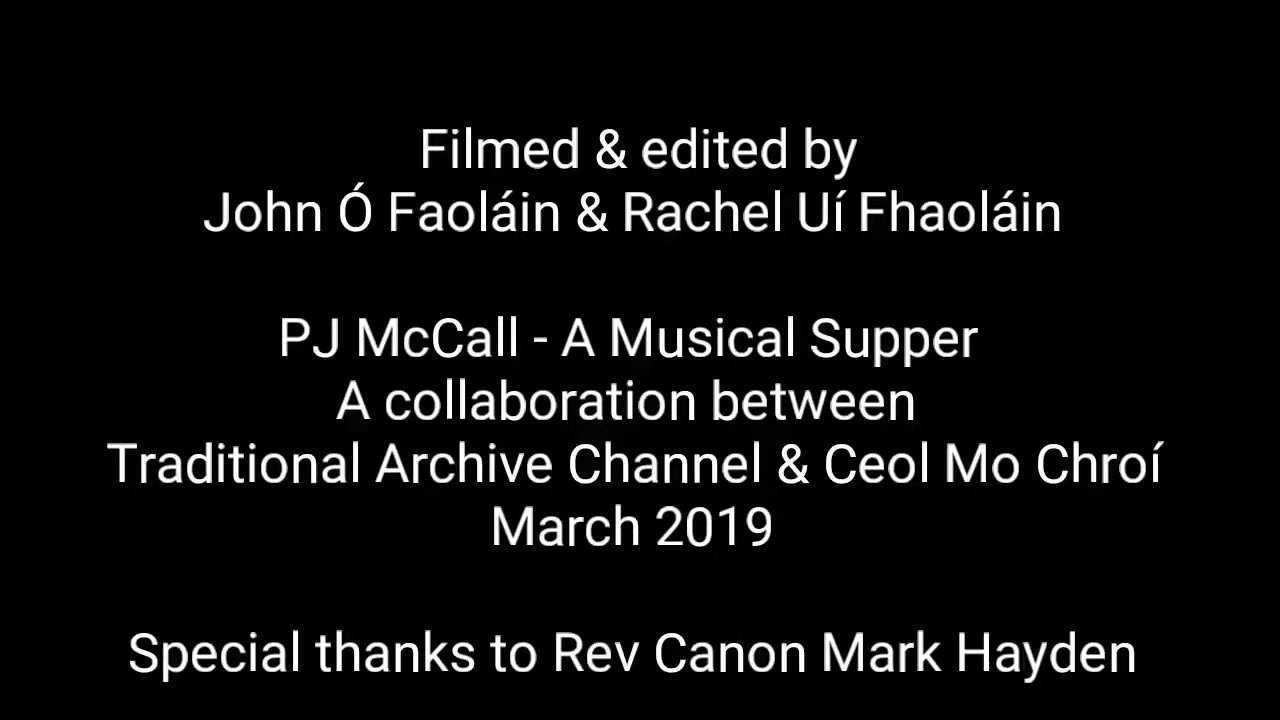 Filmed & edited by
John Ó Faoláin & Rachel Uí Fhaoláin
PJ McCall - A Musical Supper
A collaboration between
Traditional Archive Channel & Ceol Mo Chroí
March 2019
Special thanks to Rev Canon Mark Hayden